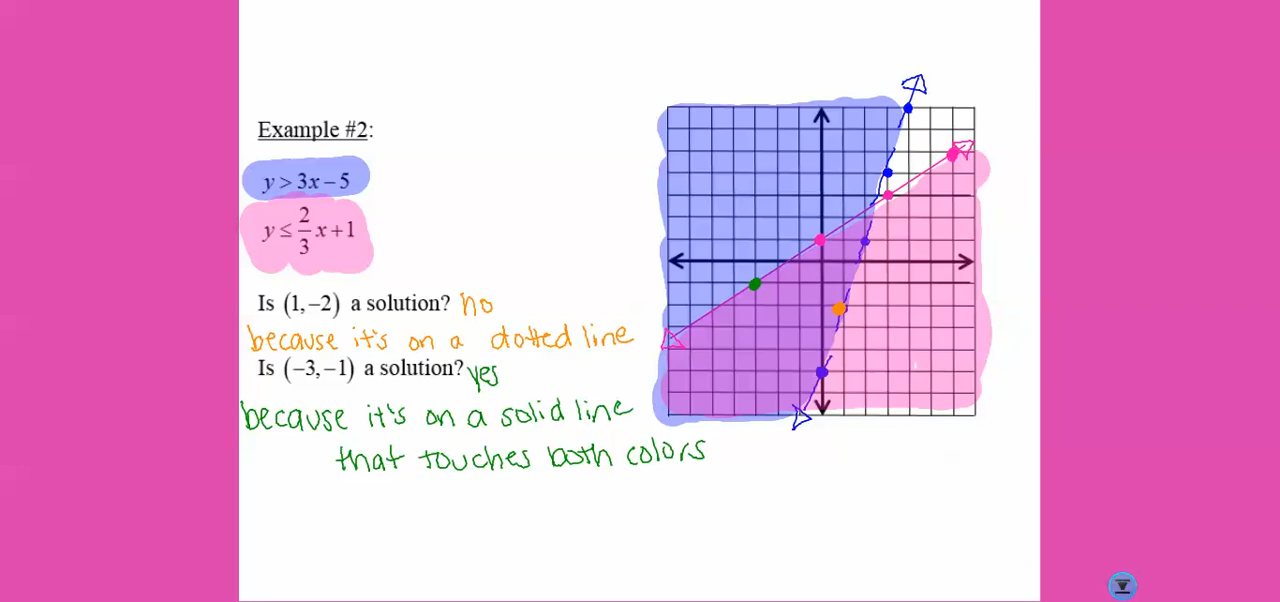 Example #2:
y > 3x − 5
y ≤ 2/3 x + 1
Is (1, −2) a solution? no
because it's on a dotted line
Is (−3, −1) a solution? yes
because it's on a solid line
that touches both colors